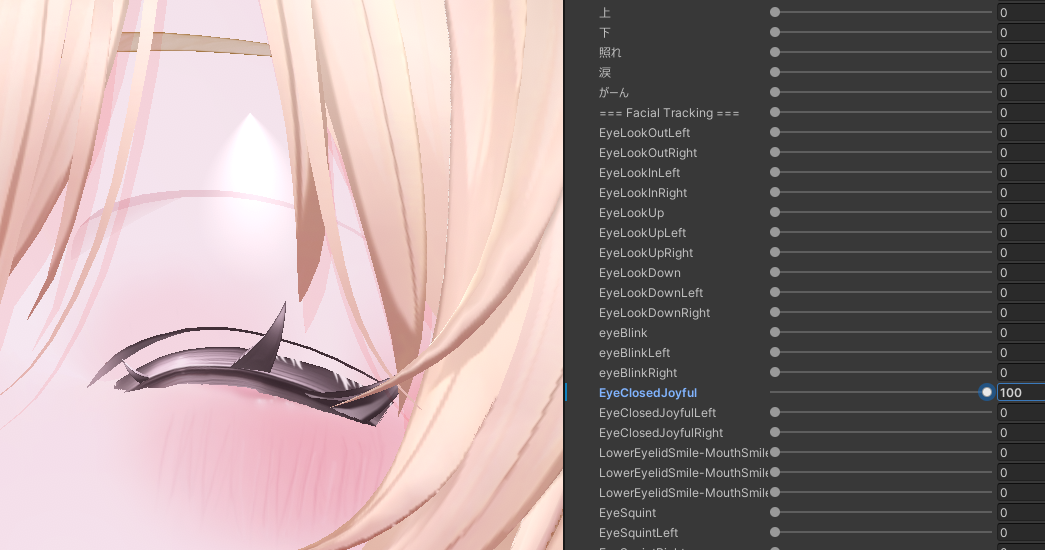 上 0
下 0
照れ 0
涙 0
がーん 0
=== Facial Tracking === 0
EyeLookOutLeft 0
EyeLookOutRight 0
EyeLookInLeft 0
EyeLookInRight 0
EyeLookUp 0
EyeLookUpLeft 0
EyeLookUpRight 0
EyeLookDown 0
EyeLookDownLeft 0
EyeLookDownRight 0
eyeBlink 0
eyeBlinkLeft 0
eyeBlinkRight 0
EyeClosedJoyful 100
EyeClosedJoyfulLeft 0
EyeClosedJoyfulRight 0
LowerEyelidSmile-MouthSmile 0
LowerEyelidSmile-MouthSmile 0
LowerEyelidSmile-MouthSmile 0
EyeSquint 0
EyeSquintLeft 0